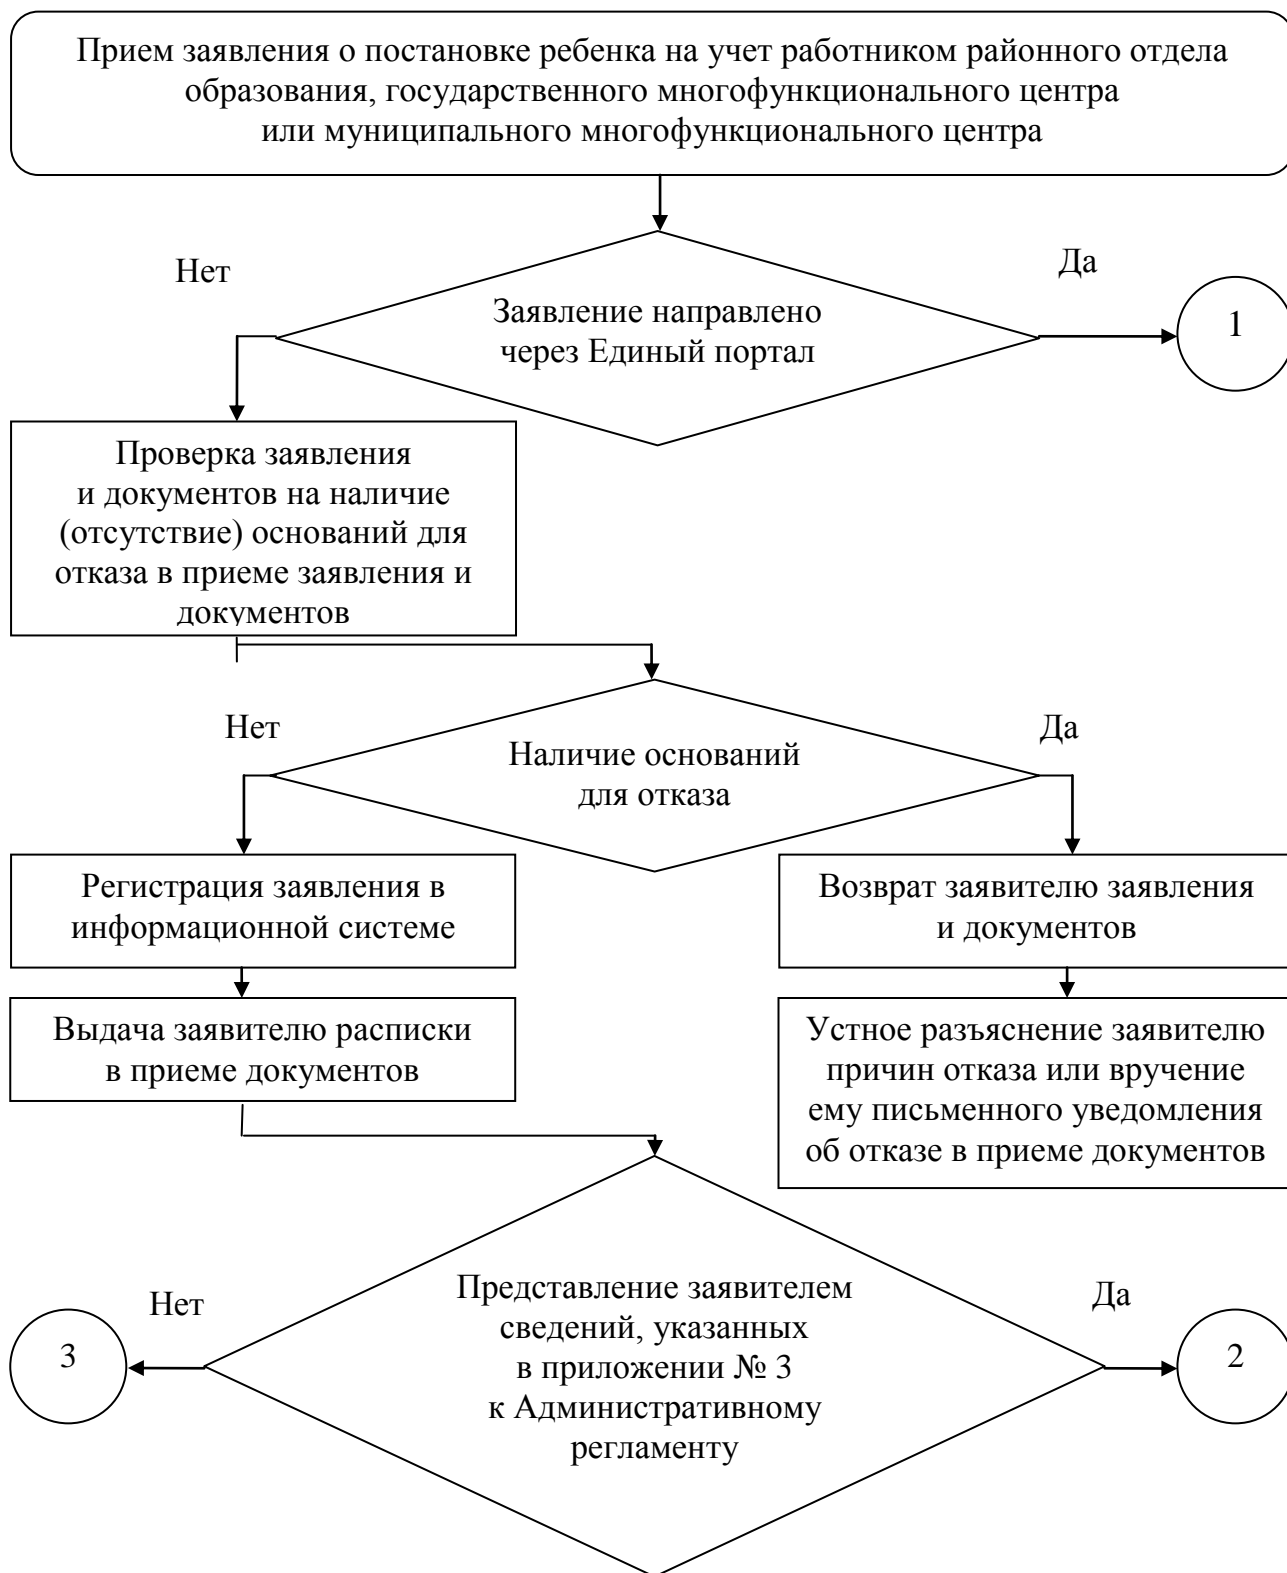 Прием заявления о постановке ребенка на учет работником районного отдела
образования, государственного многофункционального центра
или муниципального многофункционального центра
Нет
Да
Заявление направлено
через Единый портал
1
Проверка заявления
и документов на наличие
(отсутствие) оснований для
отказа в приеме заявления и
документов
Нет
Да
Наличие оснований
для отказа
Регистрация заявления в
информационной системе
Возврат заявителю заявления
и документов
Выдача заявителю расписки
в приеме документов
Устное разъяснение заявителю
причин отказа или вручение
ему письменного уведомления
об отказе в приеме документов
Нет
Да
Представление заявителем
сведений, указанных
в приложении № 3
к Административному
регламенту
3
2